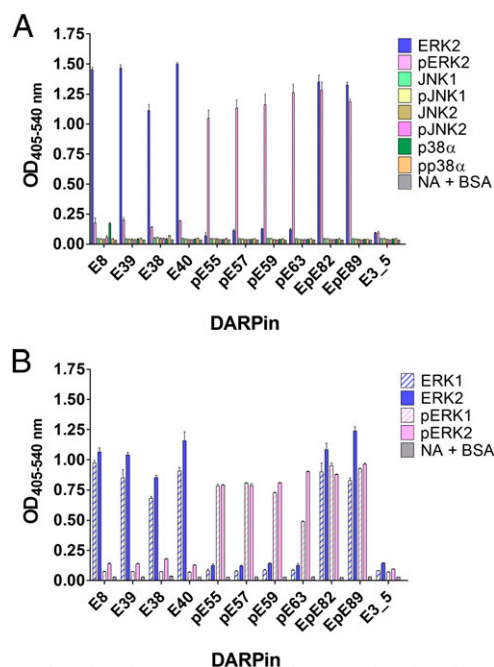 A
OD405-540 nm
1.75
1.50
1.25
1.00
0.75
0.50
0.25
0.00
E8
E39
E38
E40
pE55
pE57
pE59
pE63
EpE82
EpE89
E3_5
DARPin
ERK2
pERK2
JNK1
pJNK1
JNK2
pJNK2
p38α
pp38α
NA + BSA
B
OD405-540 nm
1.75
1.50
1.25
1.00
0.75
0.50
0.25
0.00
E8
E39
E38
E40
pE55
pE57
pE59
pE63
EpE82
EpE89
E3_5
DARPin
ERK1
ERK2
pERK1
pERK2
NA + BSA